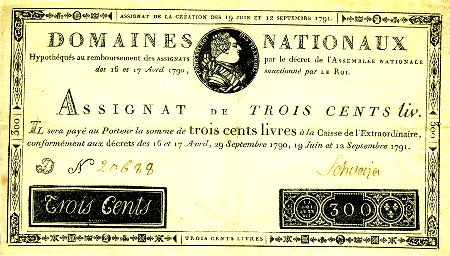 ASSIGNAT DE LA CRÉATION DES 19 JUIN ET 12 SEPTEMBRE 1791.
DOMAINES NATIONAUX
Hypothéqués au remboursement des ASSIGNATS par le décret de l'ASSEMBLÉE NATIONALE
des 16 et 17 Avril 1790, sanctionné par LE ROI.
ASSIGNAT DE TROIS CENTS liv.
IL sera payé au Porteur la somme de trois cents livres à la Caisse de l'Extraordinaire,
conformément aux décrets des 16 et 17 Avril, 29 Septembre 1790, 19 Juin et 12 Septembre 1791.
D N 20688
Trois Cents 300
TROIS CENTS LIVRES
300
300